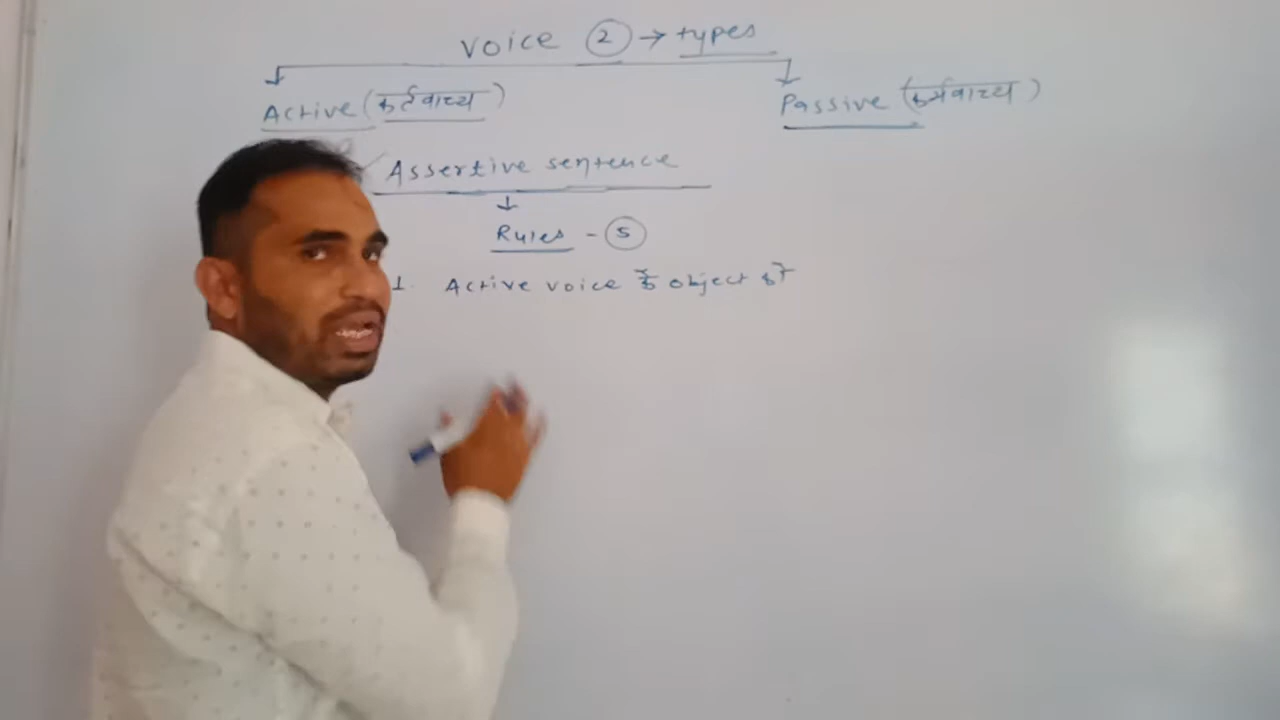 Voice 2 → types
Active (कर्तवाच्य) Passive (कर्मवाच्य)
Assertive sentence
Rules - 5
1. Active voice के object को